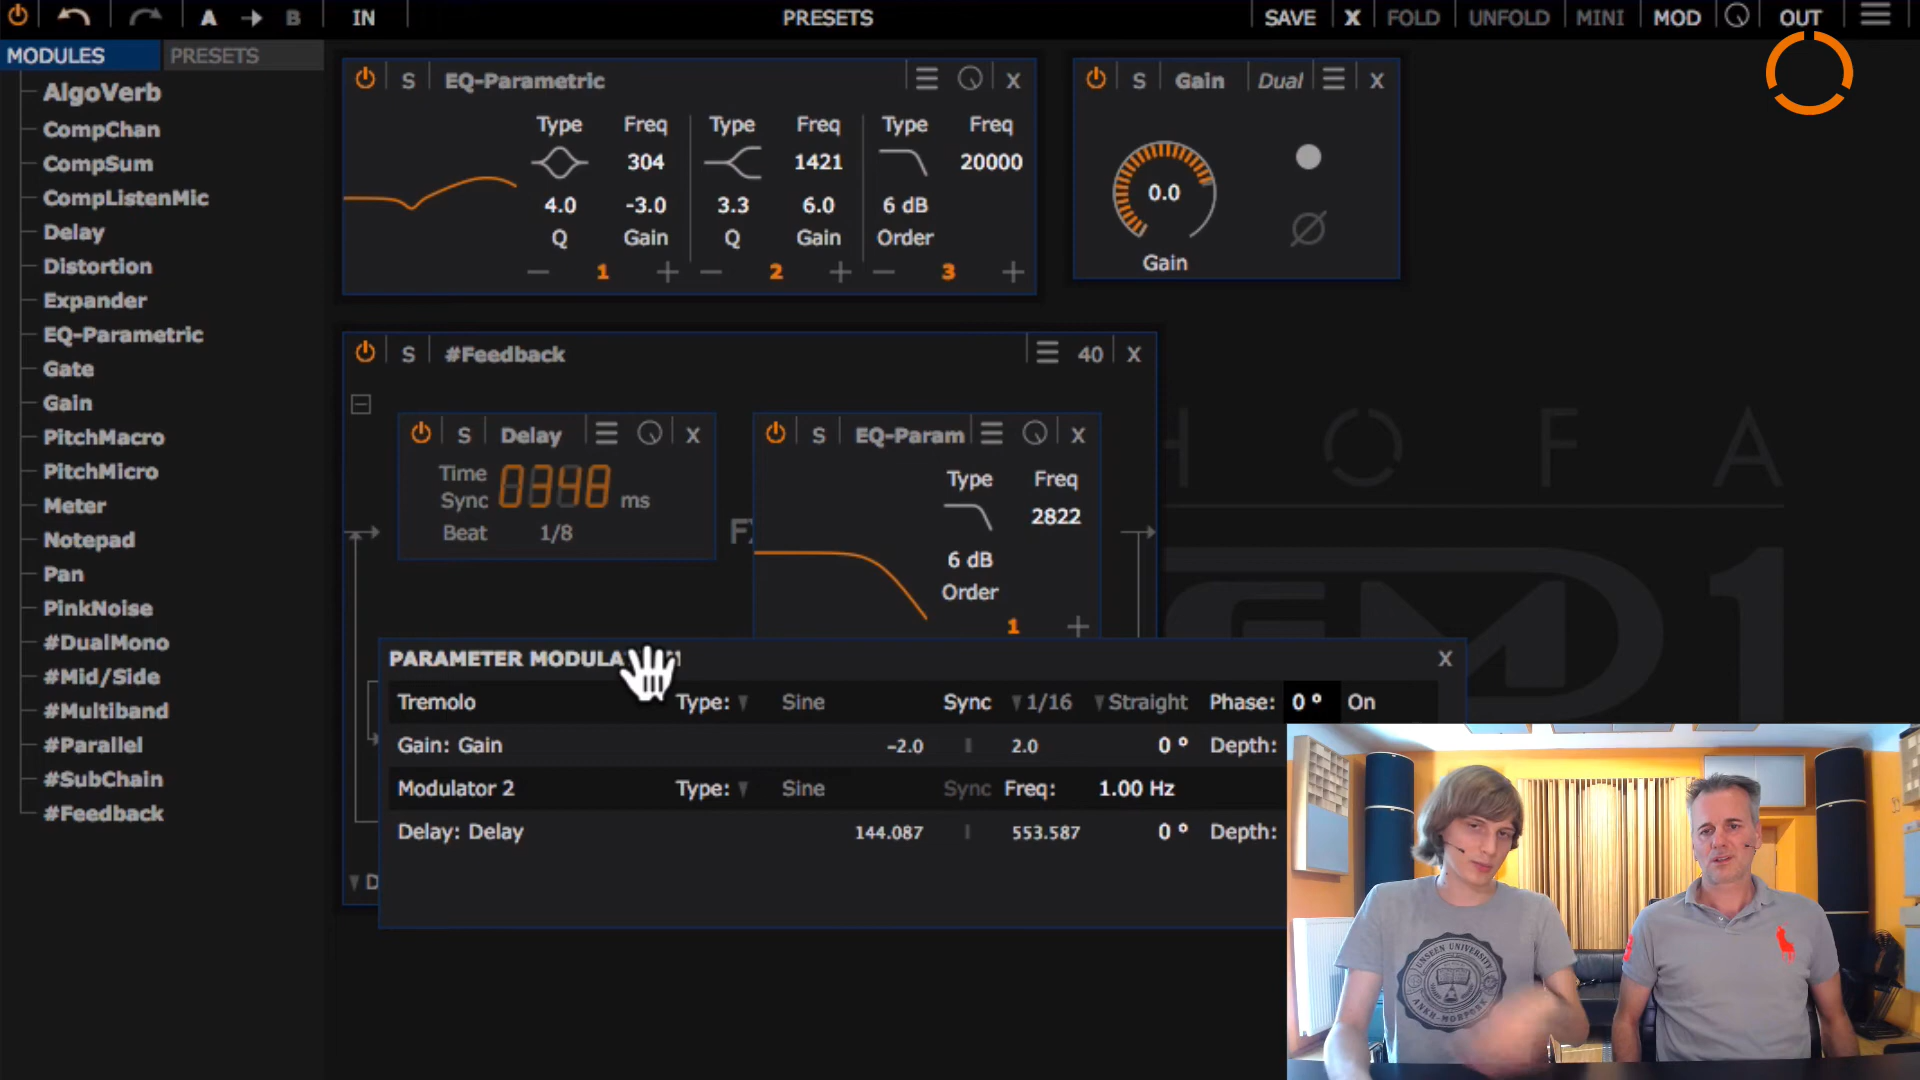 A
B
IN
PRESETS
SAVE
X
FOLD
UNFOLD
MINI
MOD
OUT
MODULES
PRESETS
AlgoVerb
CompChan
CompSum
CompListenMic
Delay
Distortion
Expander
EQ-Parametric
Gate
Gain
PitchMacro
PitchMicro
Meter
Notepad
Pan
PinkNoise
#DualMono
#Mid/Side
#Multiband
#Parallel
#SubChain
#Feedback
S EQ-Parametric X
Type Freq Type Freq Type Freq
304 1421 20000
4.0 -3.0 3.3 6.0 6 dB
Q Gain Q Gain Order
1 2 3
S Gain Dual X
0.0
Gain
S #Feedback 40 X
S Delay X
Time
Sync 0348 ms
Beat 1/8
S EQ-Param X
Type Freq
2822
6 dB
Order
1
H O F A
PARAMETER MODULA X
Tremolo Type: Sine Sync 1/16 Straight Phase: 0 ° On
Gain: Gain -2.0 2.0 0 ° Depth:
Modulator 2 Type: Sine Sync Freq: 1.00 Hz
Delay: Delay 144.087 553.587 0 ° Depth:
D
UNSEEN UNIVERSITY
ANKH-MORPORK